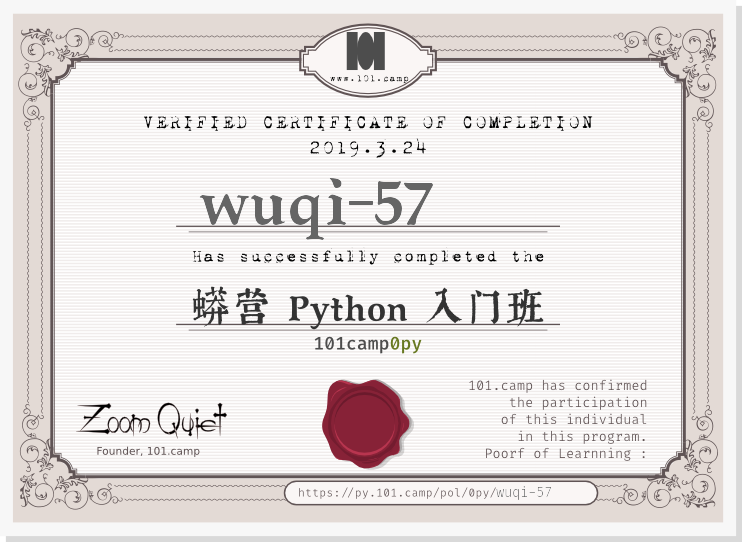 101
www.101.camp
VERIFIED CERTIFICATE OF COMPLETION
2019.3.24
wuqi-57
Has successfully completed the
蟒营 Python 入门班
101camp0py
Zoom Quiet
Founder, 101.camp
101.camp has confirmed
the participation
of this individual
in this program.
Poorf of Learnning :
https://py.101.camp/pol/0py/wuqi-57